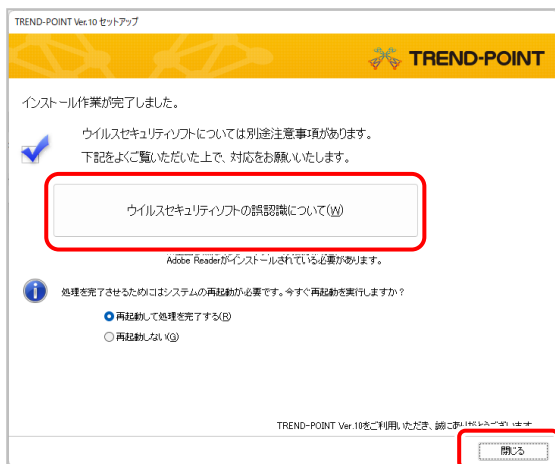 TREND-POINT Ver.10 セットアップ
TREND-POINT
インストール作業が完了しました。
ウイルスセキュリティソフトについては別途注意事項があります。
下記をよくご覧いただいた上で、対応をお願いいたします。
ウイルスセキュリティソフトの誤認識について(W)
Adobe Readerがインストールされている必要があります。
処理を完了させるためにはシステムの再起動が必要です。今すぐ再起動を実行しますか？
再起動して処理を完了する(R)
再起動しない(G)
TREND-POINT Ver.10をご利用いただき、誠にありがとうございます
閉じる